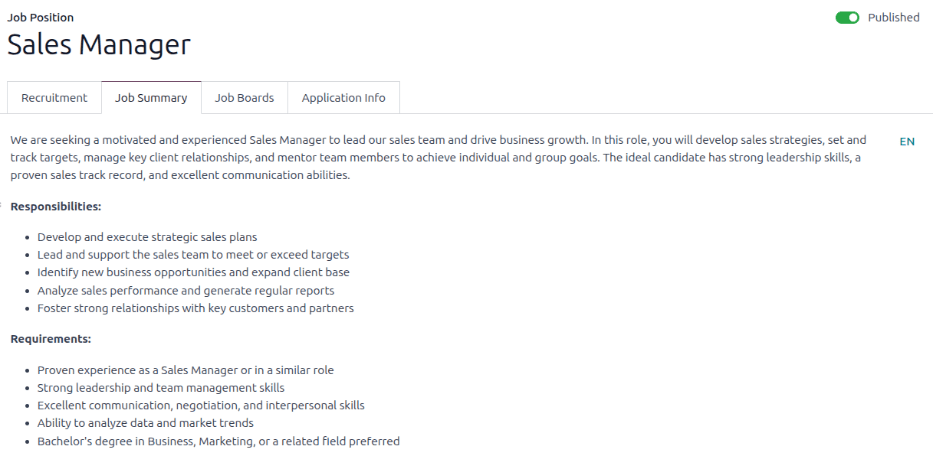 Job Position
Published
Sales Manager
Recruitment
Job Summary
Job Boards
Application Info
We are seeking a motivated and experienced Sales Manager to lead our sales team and drive business growth. In this role, you will develop sales strategies, set and
EN
track targets, manage key client relationships, and mentor team members to achieve individual and group goals. The ideal candidate has strong leadership skills, a
proven sales track record, and excellent communication abilities.
Responsibilities:
• Develop and execute strategic sales plans
• Lead and support the sales team to meet or exceed targets
• Identify new business opportunities and expand client base
• Analyze sales performance and generate regular reports
• Foster strong relationships with key customers and partners
Requirements:
• Proven experience as a Sales Manager or in a similar role
• Strong leadership and team management skills
• Excellent communication, negotiation, and interpersonal skills
• Ability to analyze data and market trends
• Bachelor's degree in Business, Marketing, or a related field preferred